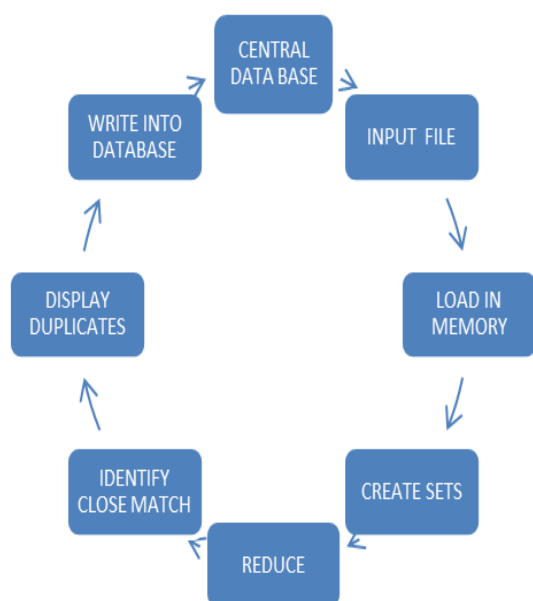 CENTRAL
DATA BASE
INPUT FILE
LOAD IN
MEMORY
CREATE SETS
REDUCE
IDENTIFY
CLOSE MATCH
DISPLAY
DUPLICATES
WRITE INTO
DATABASE